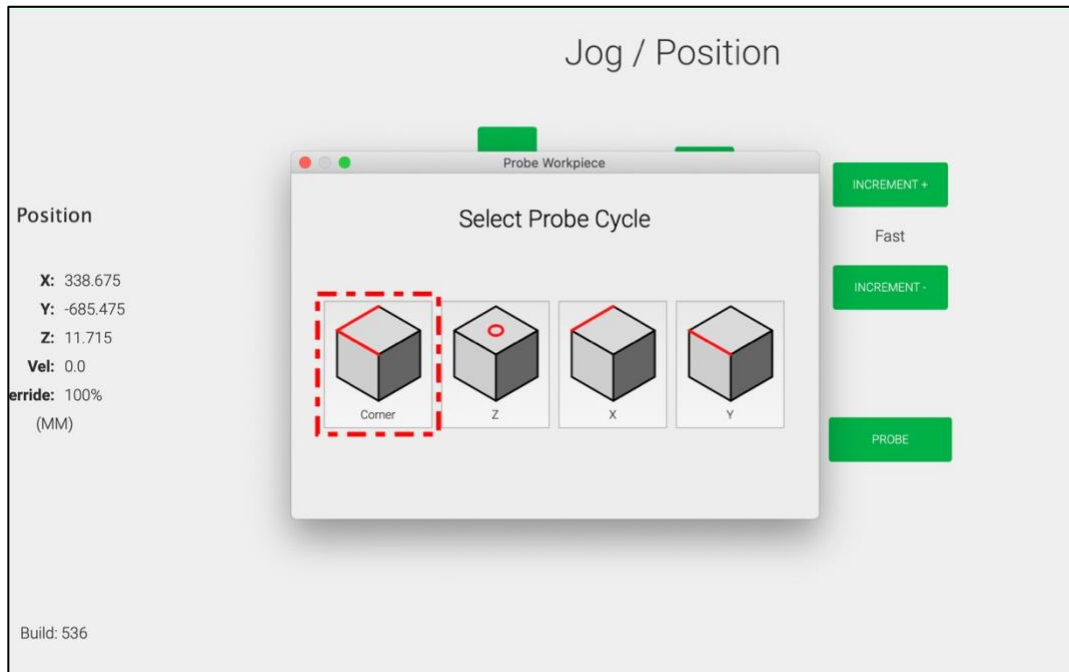 Jog / Position
Probe Workpiece
Select Probe Cycle
Corner
Z
X
Y
INCREMENT +
Fast
INCREMENT -
PROBE
Position
X: 338.675
Y: -685.475
Z: 11.715
Vel: 0.0
erride: 100%
(MM)
Build: 536